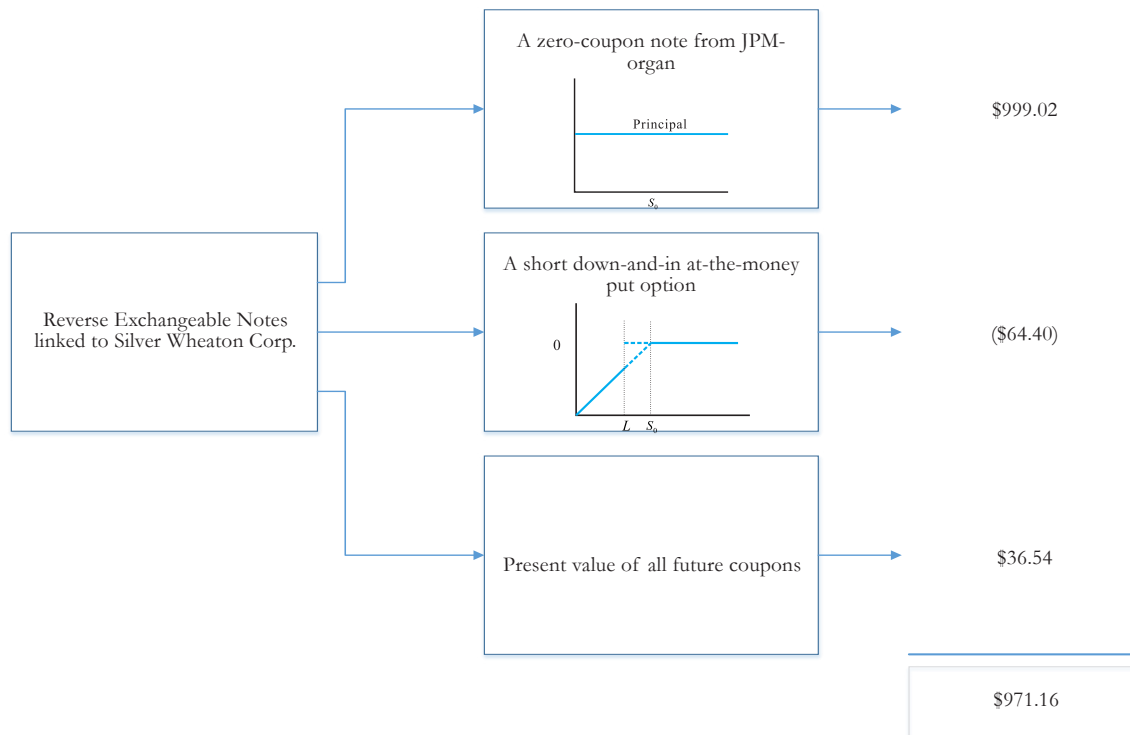 A zero-coupon note from JPM-
organ
Principal
S₀
$999.02
Reverse Exchangeable Notes
linked to Silver Wheaton Corp.
A short down-and-in at-the-money
put option
0
L S₀
($64.40)
Present value of all future coupons
$36.54
$971.16